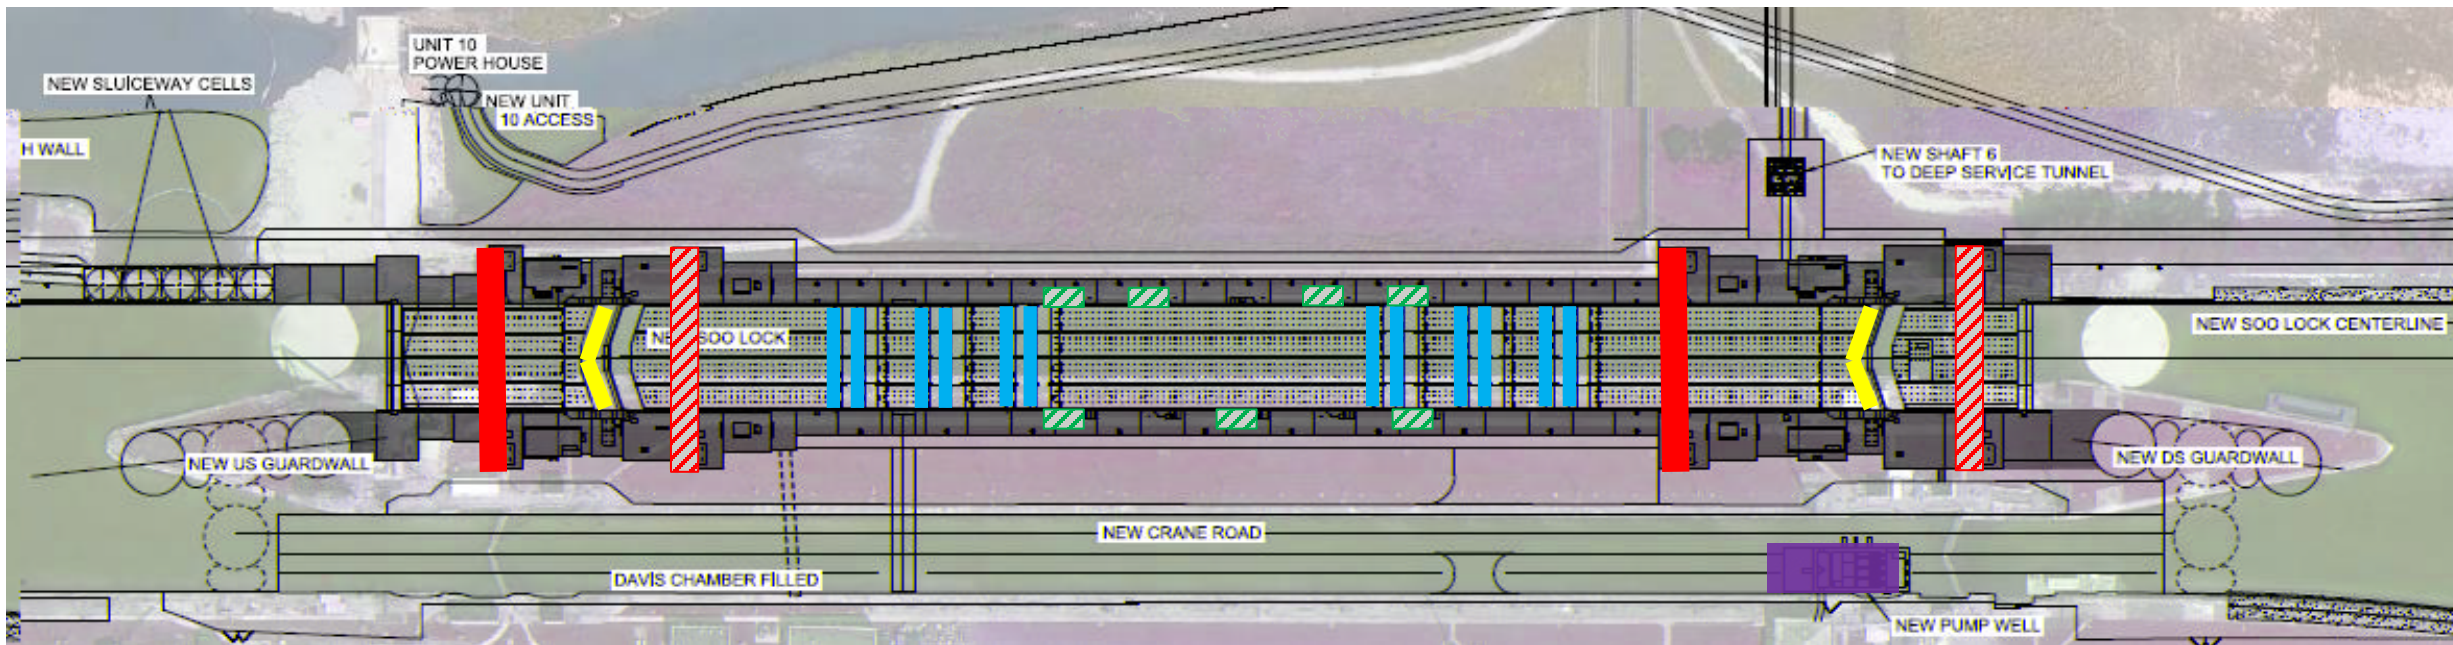 UNIT 10
POWER HOUSE
NEW SLUICEWAY CELLS
NEW UNIT
10 ACCESS
H WALL
NEW SHAFT 6
TO DEEP SERVICE TUNNEL
NEW SOO LOCK CENTERLINE
SOO LOCK
NEW US GUARDWALL
NEW DS GUARDWALL
NEW CRANE ROAD
DAVIS CHAMBER FILLED
NEW PUMP WELL